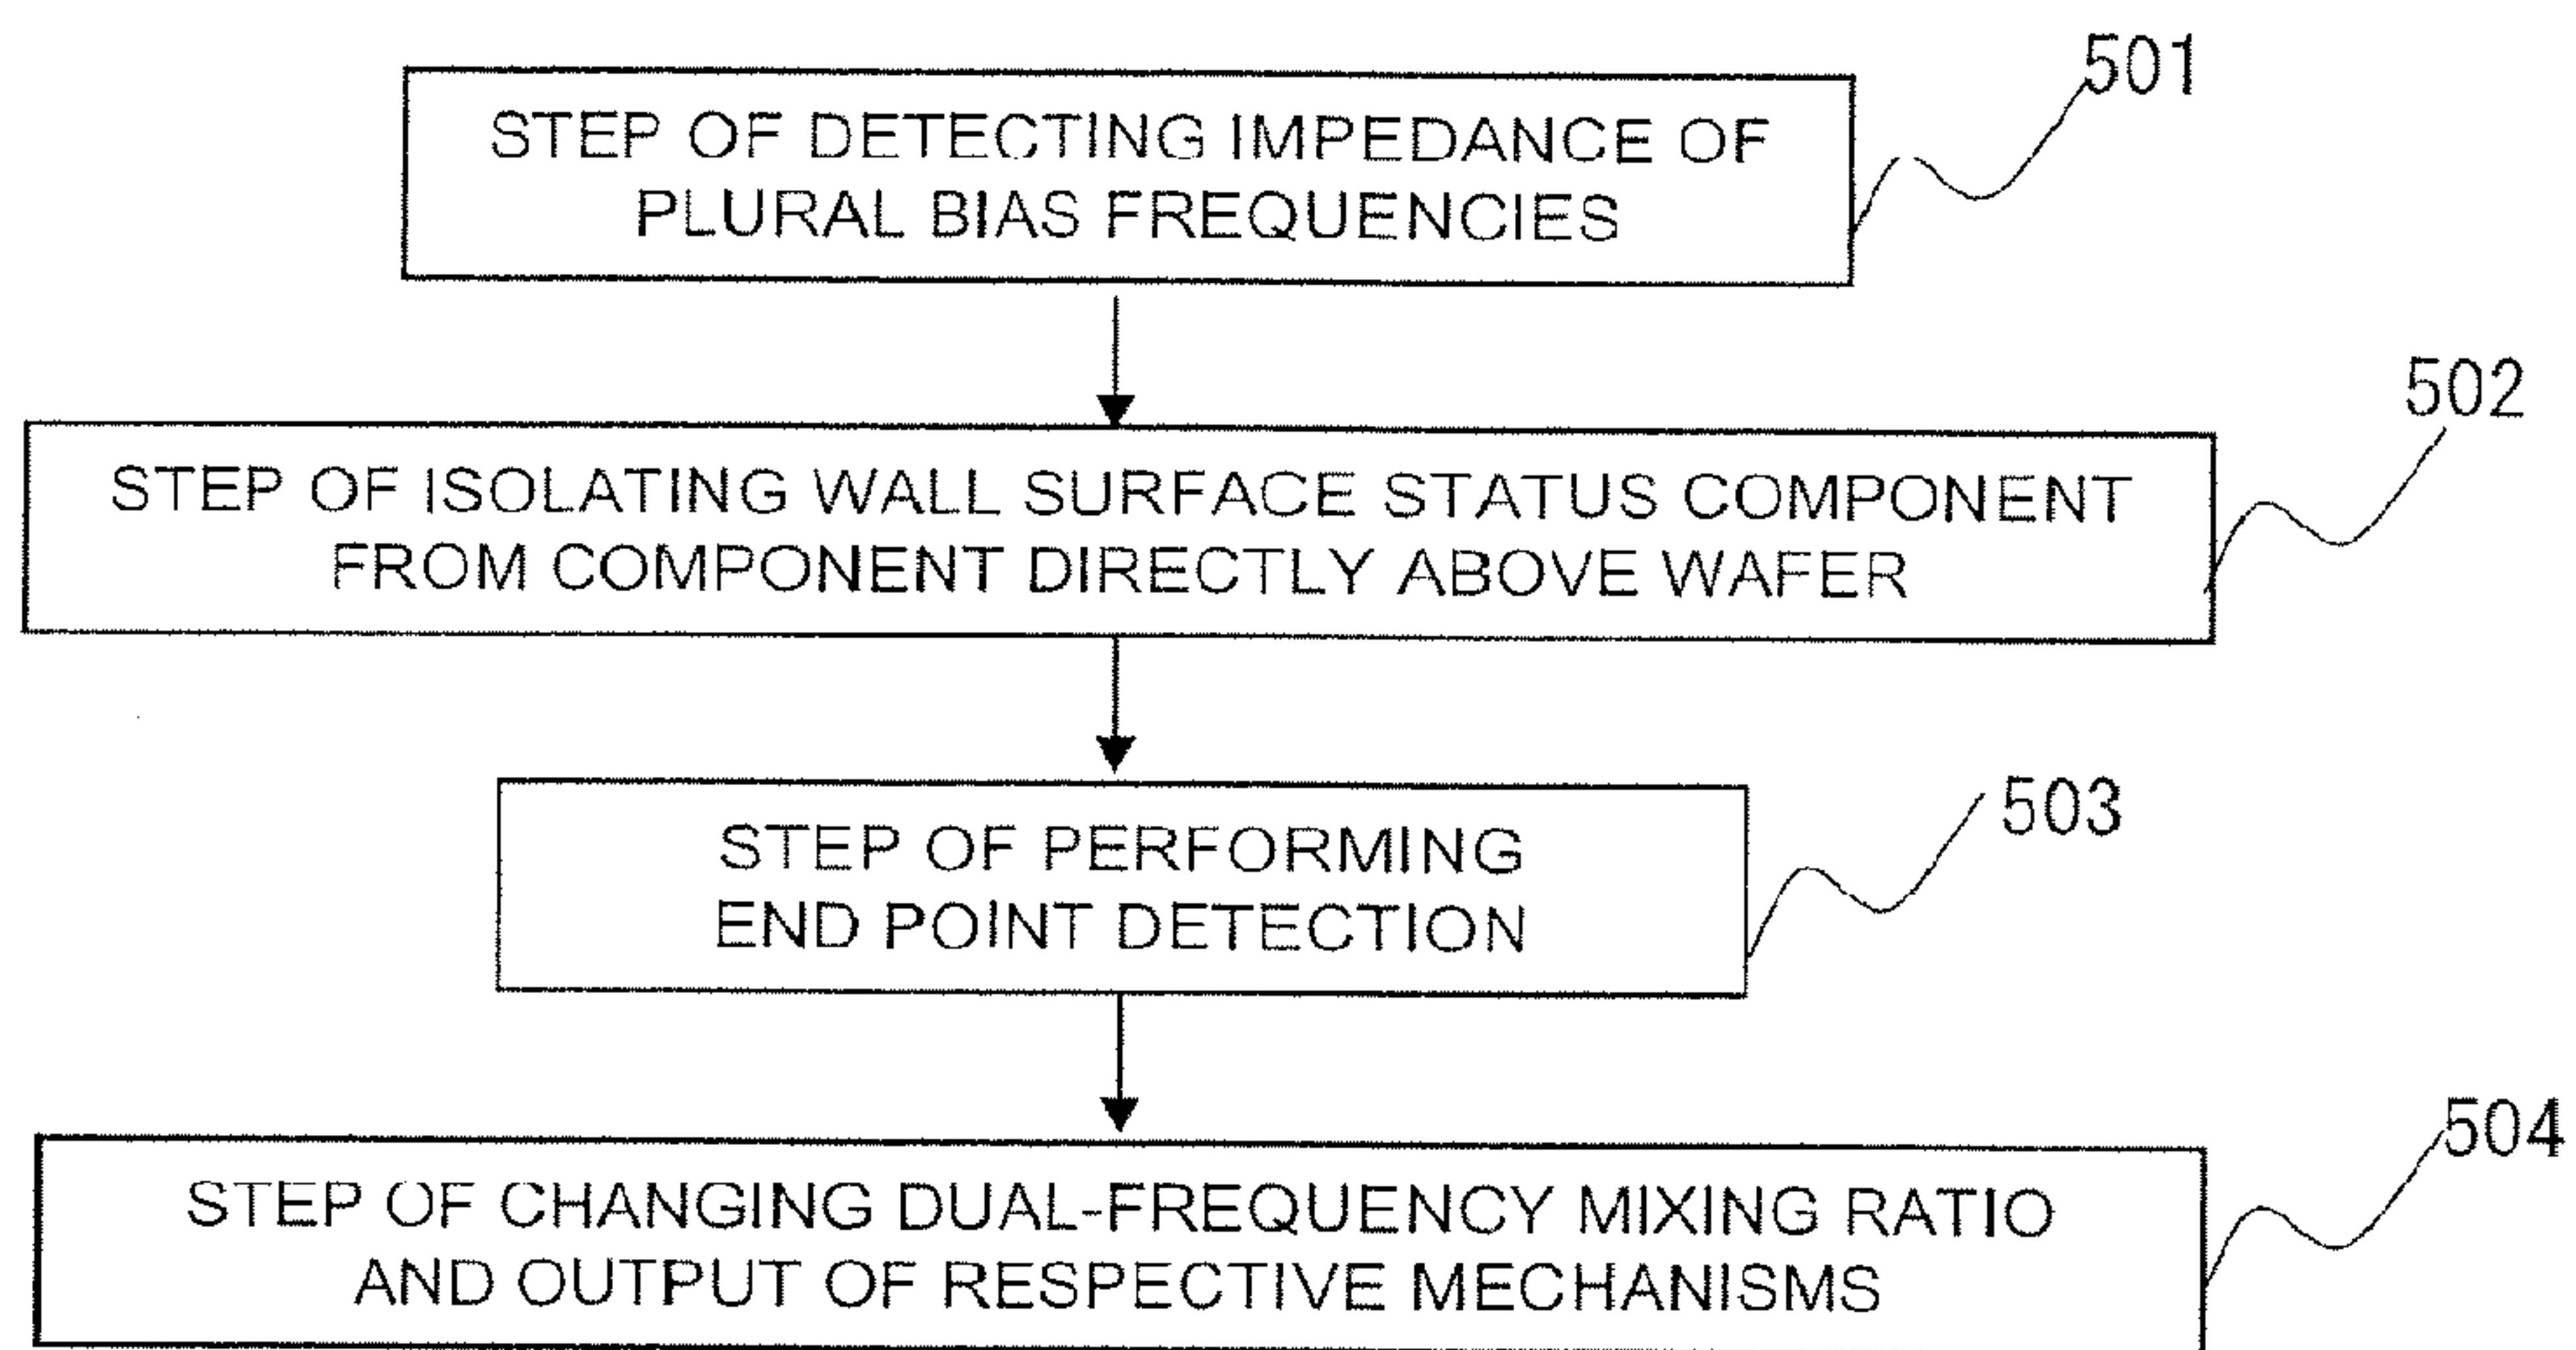 501
STEP OF DETECTING IMPEDANCE OF
PLURAL BIAS FREQUENCIES
502
STEP OF ISOLATING WALL SURFACE STATUS COMPONENT
FROM COMPONENT DIRECTLY ABOVE WAFER
503
STEP OF PERFORMING
END POINT DETECTION
504
STEP OF CHANGING DUAL-FREQUENCY MIXING RATIO
AND OUTPUT OF RESPECTIVE MECHANISMS